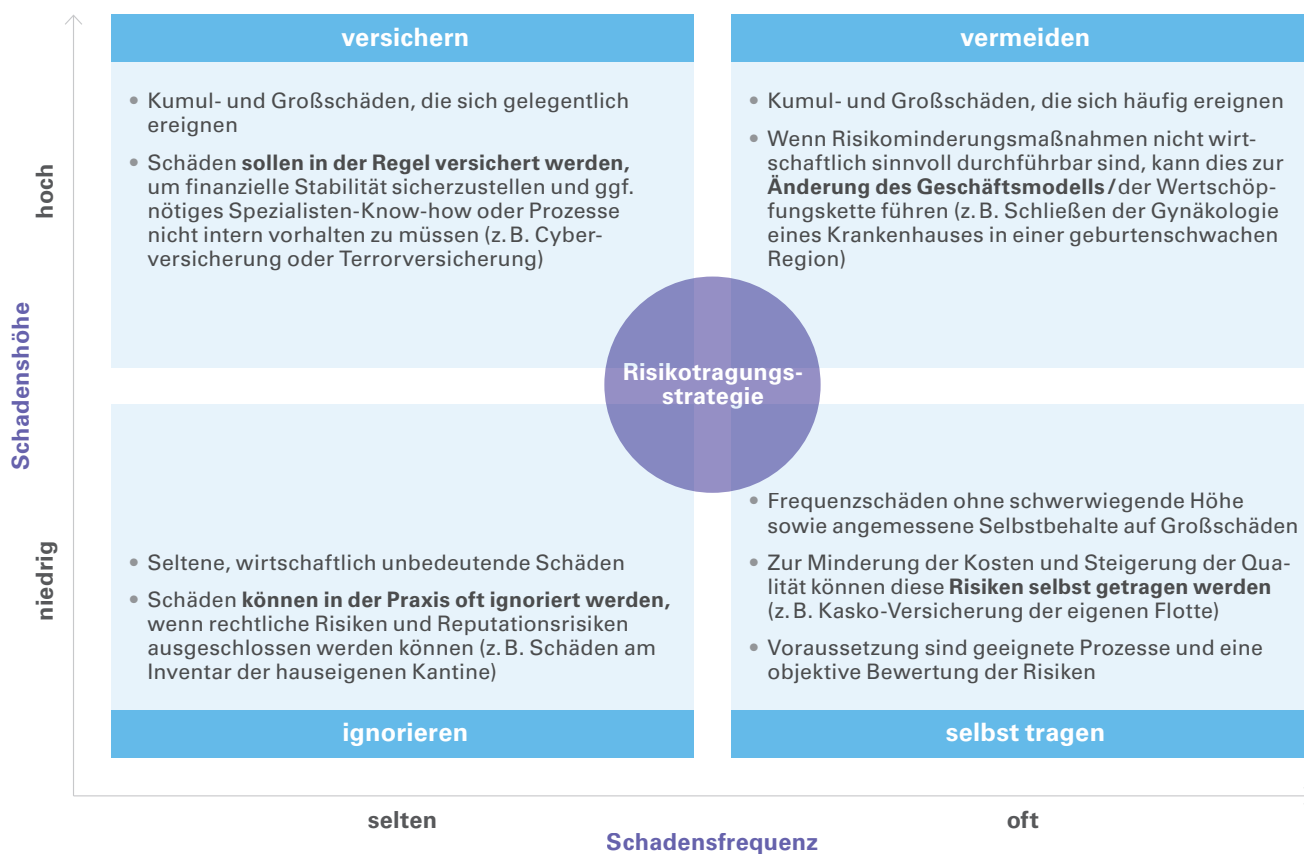 versichern
• Kumul- und Großschäden, die sich gelegentlich
ereignen
• Schäden sollen in der Regel versichert werden,
um finanzielle Stabilität sicherzustellen und ggf.
nötiges Spezialisten-Know-how oder Prozesse
nicht intern vorhalten zu müssen (z. B. Cyber-
versicherung oder Terrorversicherung)
vermeiden
• Kumul- und Großschäden, die sich häufig ereignen
• Wenn Risikominderungsmaßnahmen nicht wirt-
schaftlich sinnvoll durchführbar sind, kann dies zur
Änderung des Geschäftsmodells / der Wertschöp-
fungskette führen (z. B. Schließen der Gynäkologie
eines Krankenhauses in einer geburtenschwachen
Region)
hoch
Schadenshöhe
niedrig
Risikotragungs-
strategie
• Seltene, wirtschaftlich unbedeutende Schäden
• Schäden können in der Praxis oft ignoriert werden,
wenn rechtliche Risiken und Reputationsrisiken
ausgeschlossen werden können (z. B. Schäden am
Inventar der hauseigenen Kantine)
ignorieren
• Frequenzschäden ohne schwerwiegende Höhe
sowie angemessene Selbstbehalte auf Großschäden
• Zur Minderung der Kosten und Steigerung der Qua-
lität können diese Risiken selbst getragen werden
(z. B. Kasko-Versicherung der eigenen Flotte)
• Voraussetzung sind geeignete Prozesse und eine
objektive Bewertung der Risiken
selbst tragen
selten
oft
Schadensfrequenz